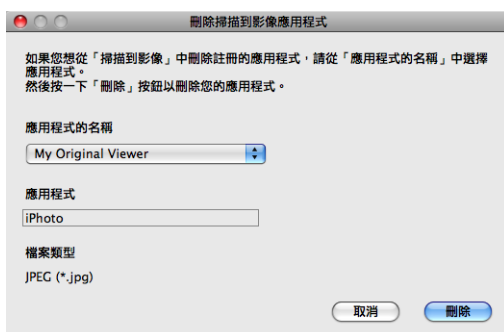 刪除掃描到影像應用程式
如果您想從「掃描到影像」中刪除註冊的應用程式，請從「應用程式的名稱」中選擇
應用程式。
然後按一下「刪除」按鈕以刪除您的應用程式。
應用程式的名稱
My Original Viewer
應用程式
iPhoto
檔案類型
JPEG (*.jpg)
取消 刪除